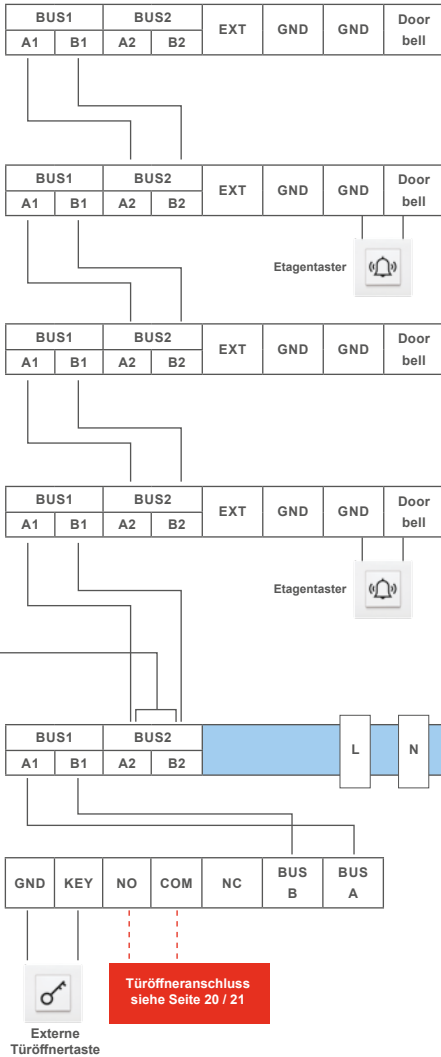 BUS1 BUS2 EXT GND GND Door bell
A1 B1 A2 B2
BUS1 BUS2 EXT GND GND Door bell
A1 B1 A2 B2
Etagentaster
BUS1 BUS2 EXT GND GND Door bell
A1 B1 A2 B2
BUS1 BUS2 EXT GND GND Door bell
A1 B1 A2 B2
Etagentaster
BUS1 BUS2 L N
A1 B1 A2 B2
GND KEY NO COM NC BUS B BUS A
Türöffneranschluss
siehe Seite 20 / 21
Externe
Türöffnertaste